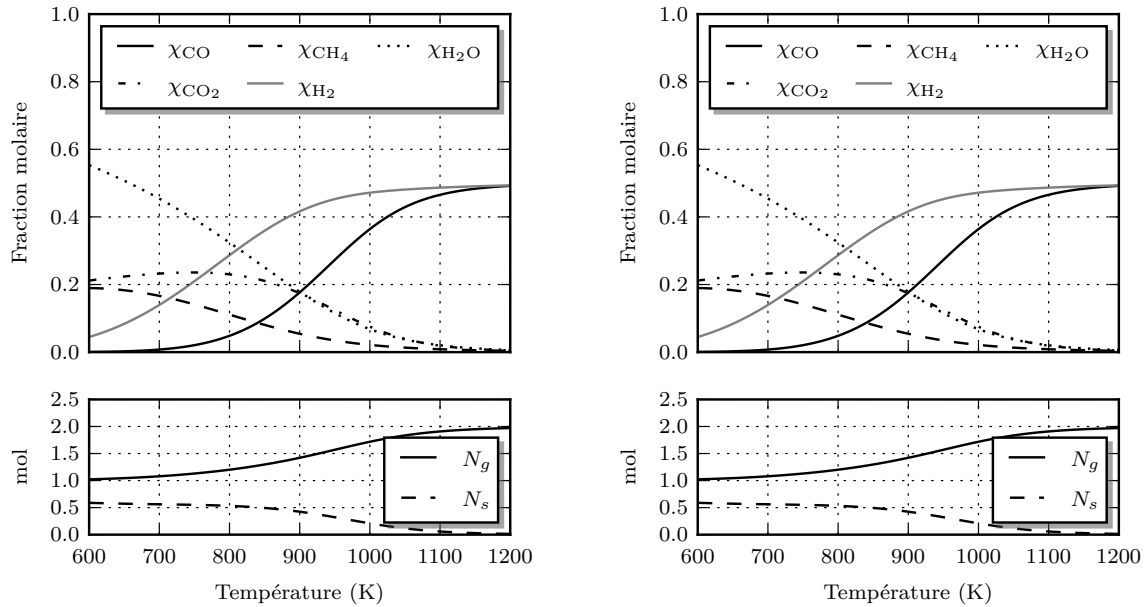 1.0
0.8
0.6
0.4
0.2
0.0
Fraction molaire
χCO χCH4 χH2O
χCO2 χH2
2.5
2.0
1.5
1.0
0.5
0.0
mol
Ng
Ns
600 700 800 900 1000 1100 1200
Température (K)
1.0
0.8
0.6
0.4
0.2
0.0
Fraction molaire
χCO χCH4 χH2O
χCO2 χH2
2.5
2.0
1.5
1.0
0.5
0.0
mol
Ng
Ns
600 700 800 900 1000 1100 1200
Température (K)